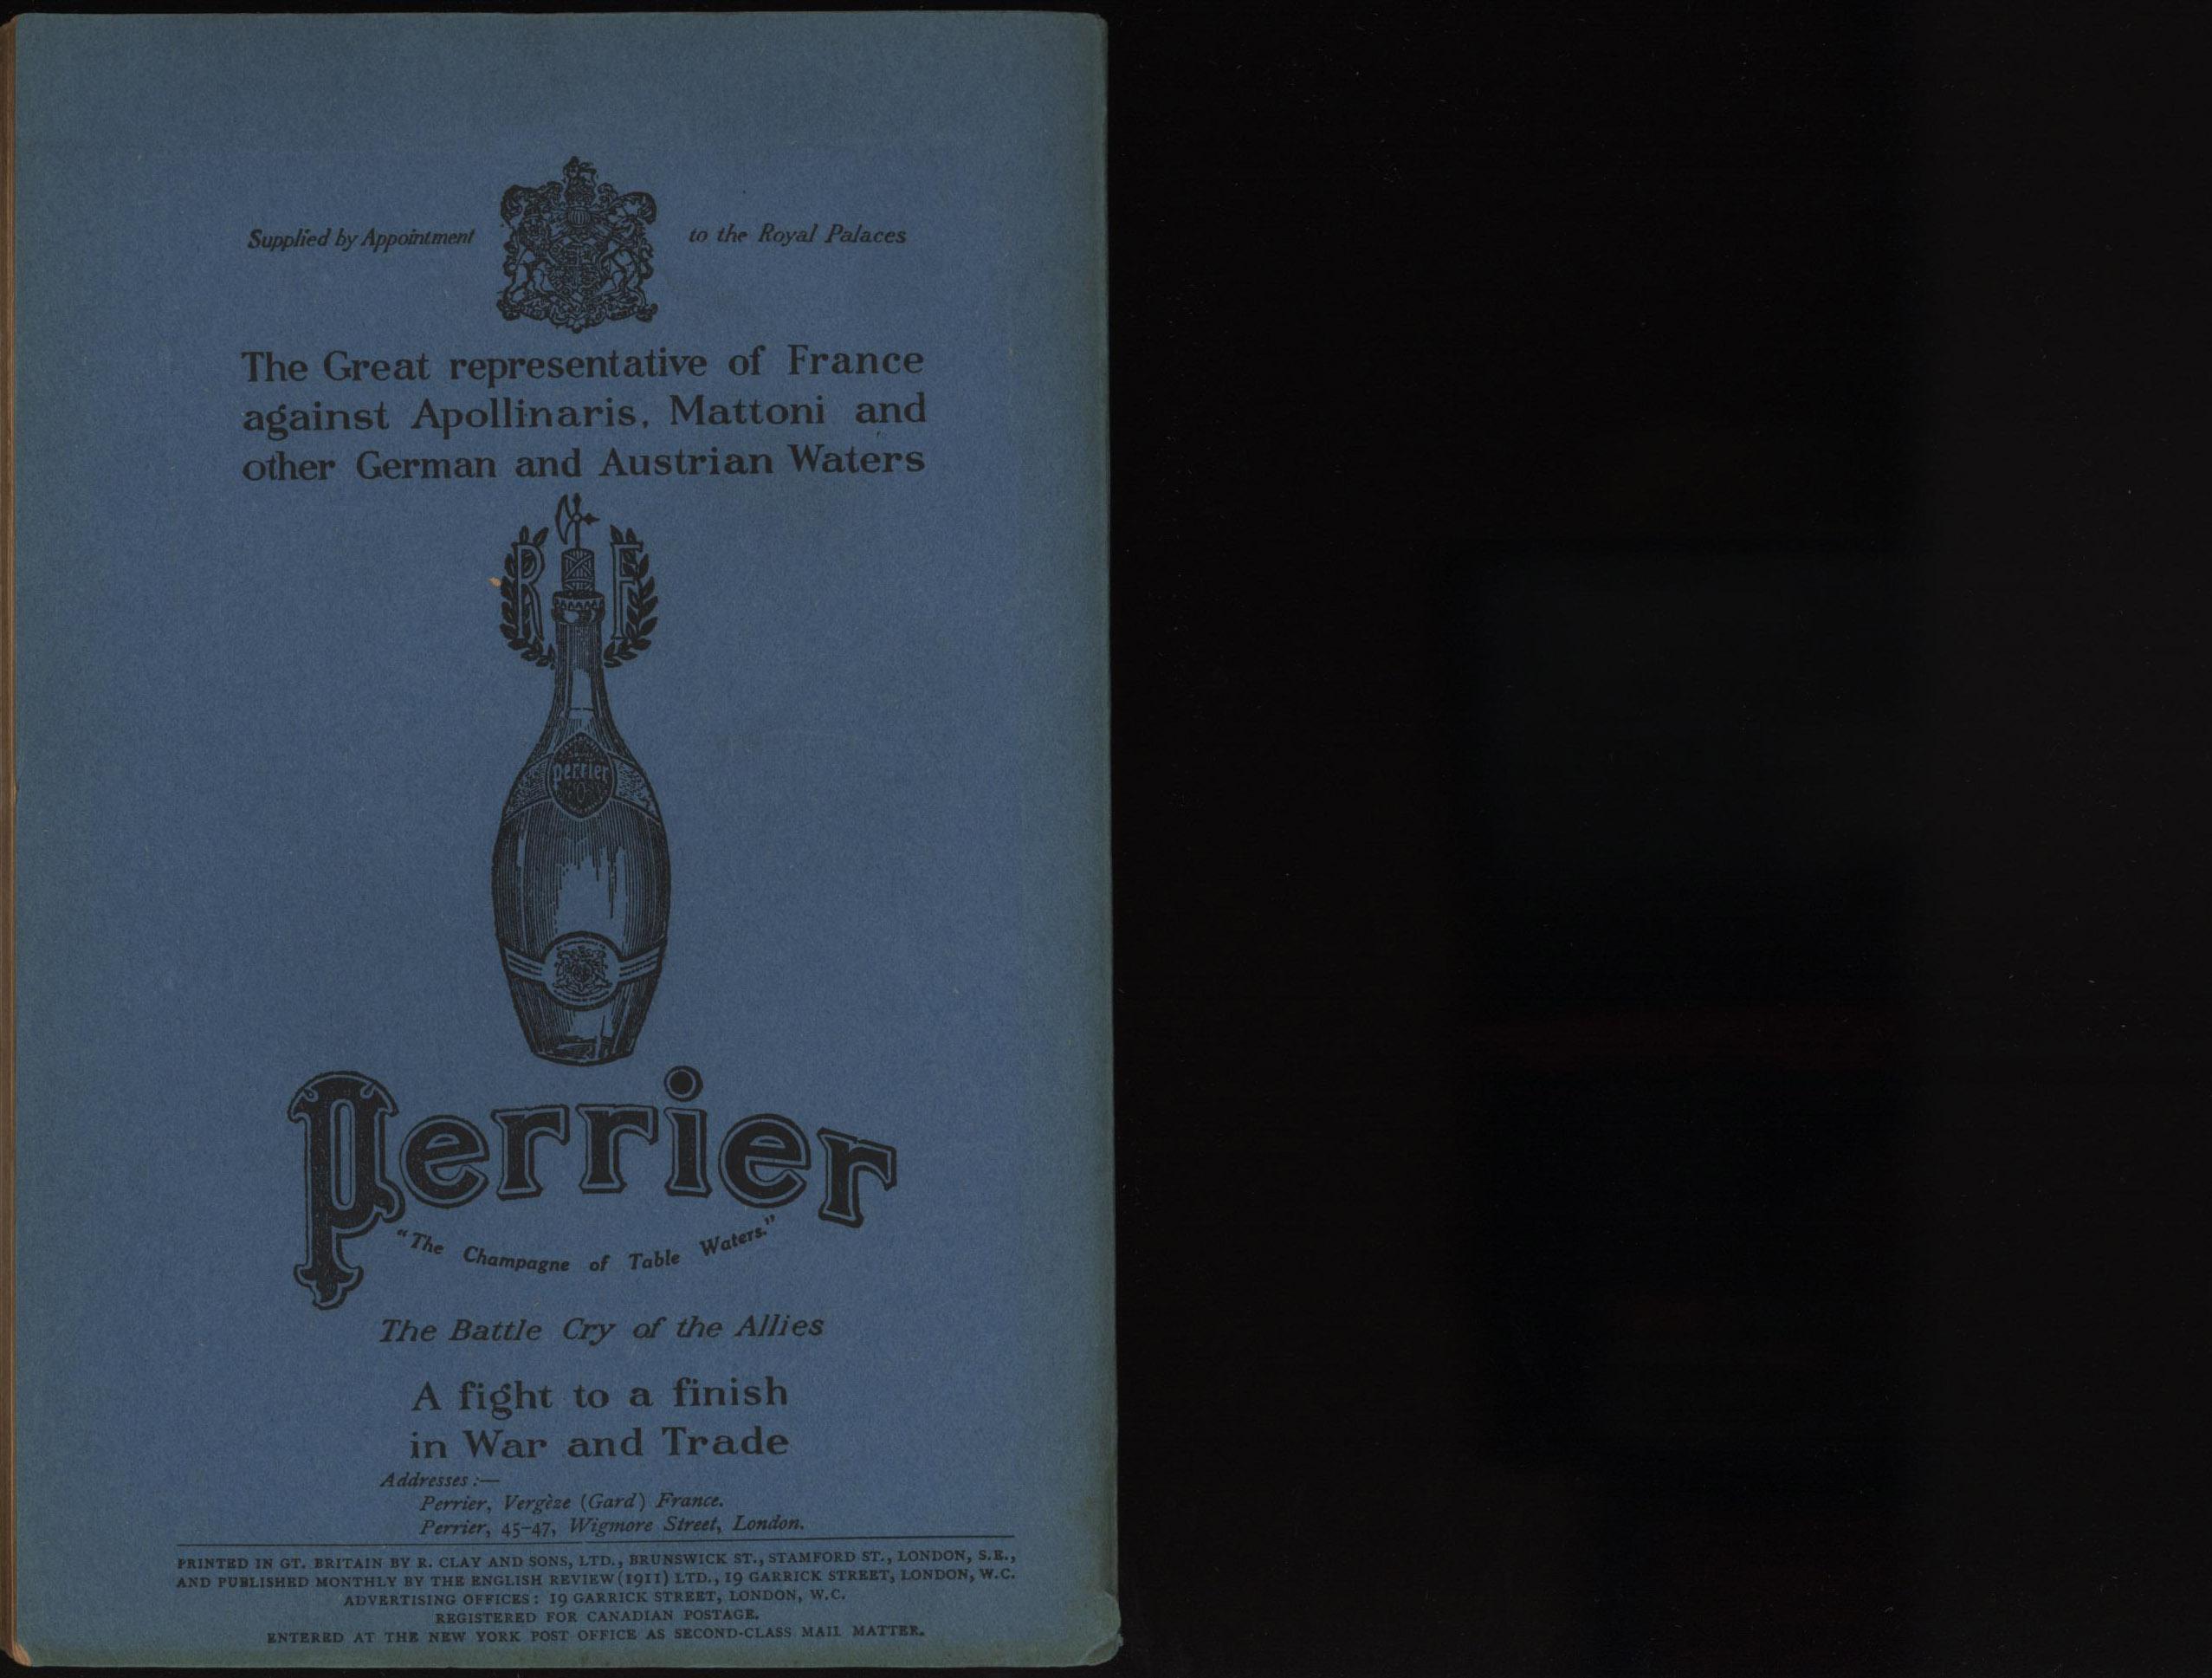 Supplied by Appointment to the Royal Palaces
The Great representative of France
against Apollinaris, Mattoni and
other German and Austrian Waters
R F
perrier
Perrier
"The Champagne of Table Waters."
The Battle Cry of the Allies
A fight to a finish
in War and Trade
Addresses :—
Perrier, Vergèze (Gard) France.
Perrier, 45-47, Wigmore Street, London.
PRINTED IN GT. BRITAIN BY R. CLAY AND SONS, LTD., BRUNSWICK ST., STAMFORD ST., LONDON, S.E.,
AND PUBLISHED MONTHLY BY THE ENGLISH REVIEW (1911) LTD., 19 GARRICK STREET, LONDON, W.C.
ADVERTISING OFFICES : 19 GARRICK STREET, LONDON, W.C.
REGISTERED FOR CANADIAN POSTAGE.
ENTERED AT THE NEW YORK POST OFFICE AS SECOND-CLASS MAIL MATTER.